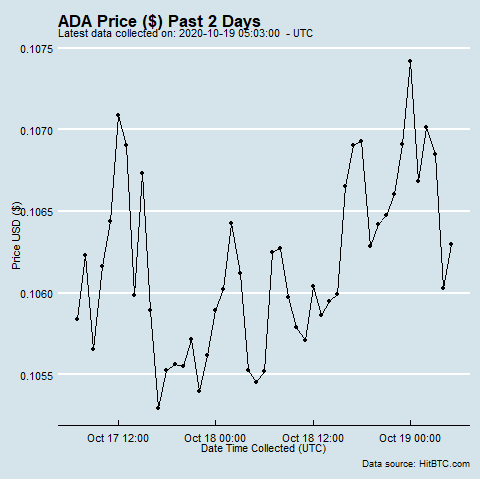 ADA Price ($) Past 2 Days
Latest data collected on: 2020-10-19 05:03:00  - UTC
0.1075
0.1070
0.1065
0.1060
0.1055
Price USD ($)
Oct 17 12:00
Oct 18 00:00
Oct 18 12:00
Oct 19 00:00
Date Time Collected (UTC)
Data source: HitBTC.com